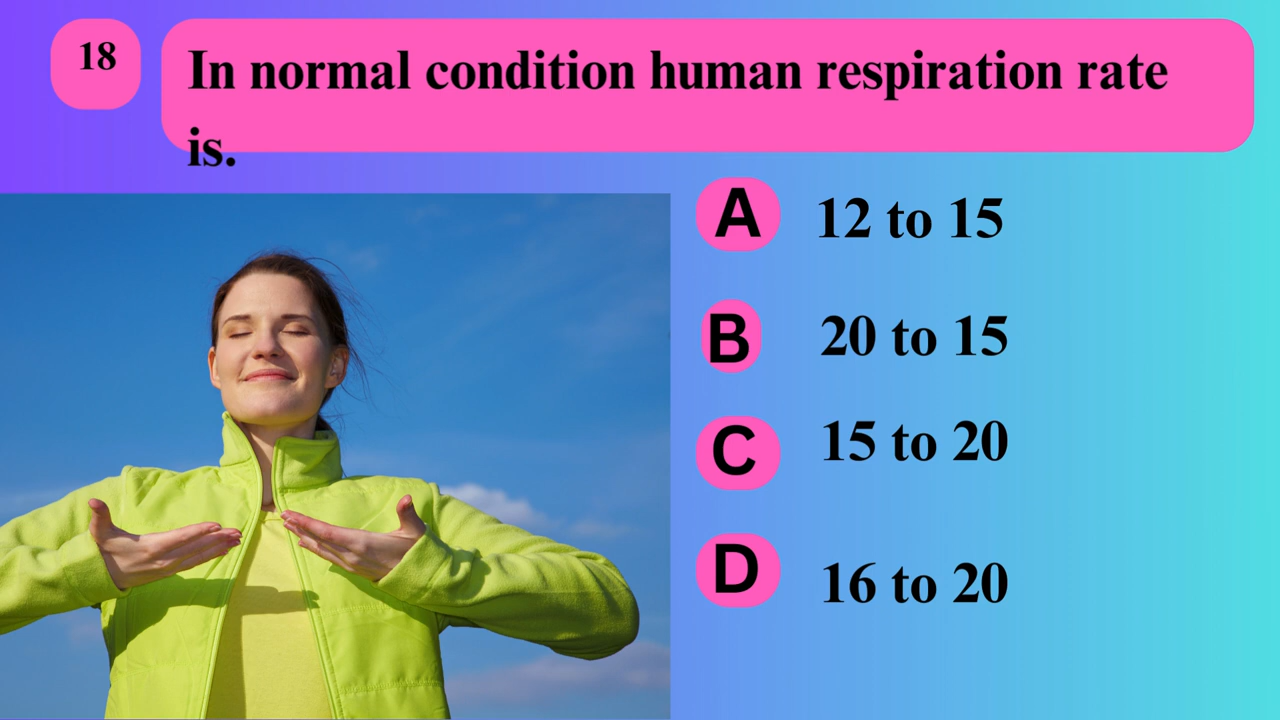 18
In normal condition human respiration rate
is.
A 12 to 15
B 20 to 15
C 15 to 20
D 16 to 20